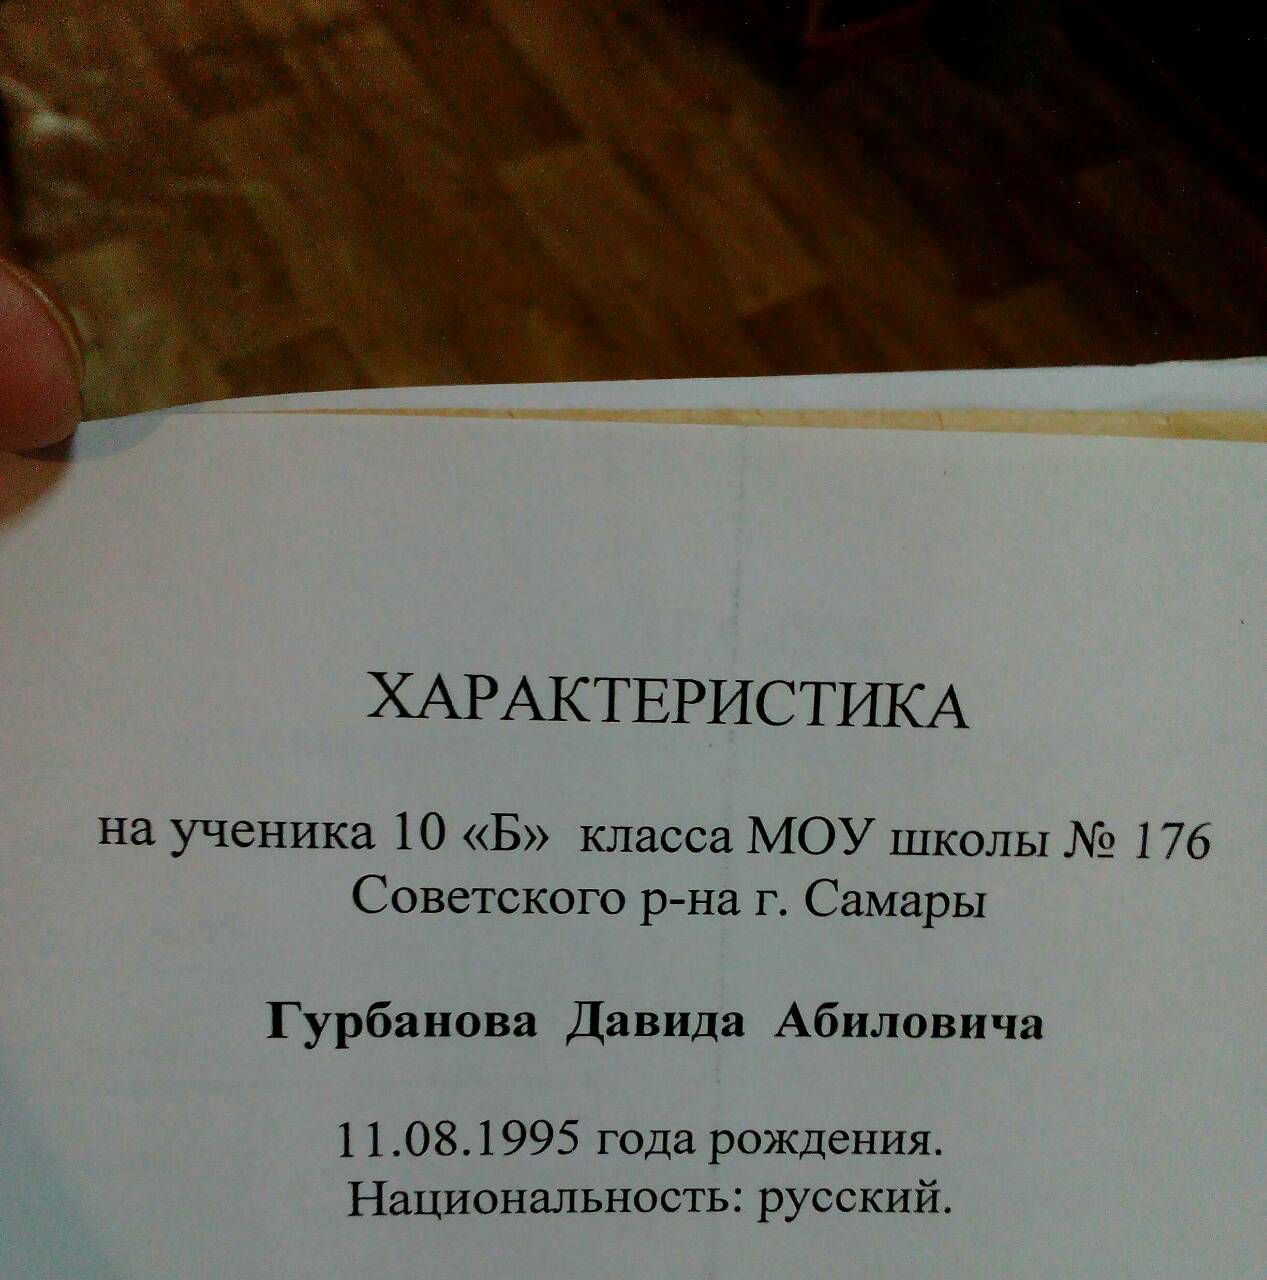 ХАРАКТЕРИСТИКА
на ученика 10 «Б» класса МОУ школы № 176
Советского р-на г. Самары
Гурбанова Давида Абиловича
11.08.1995 года рождения.
Национальность: русский.